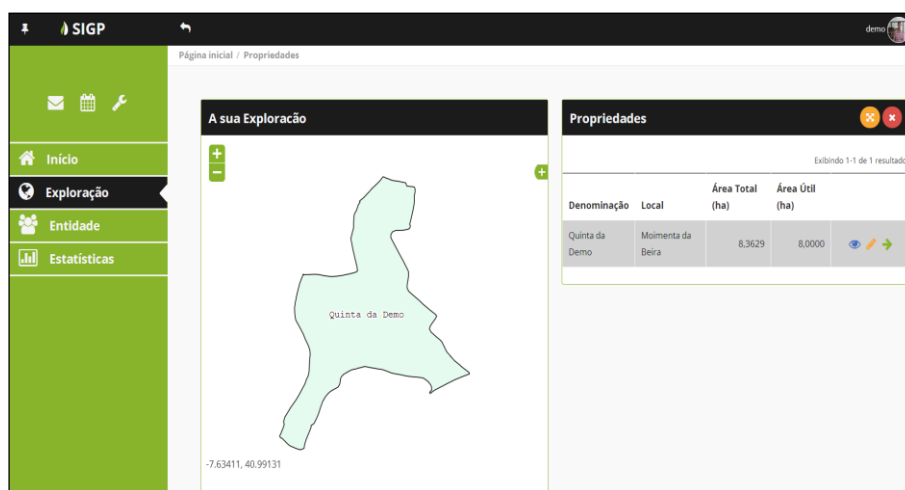 SIGP
demo
Página inicial / Propriedades
Início
Exploração
Entidade
Estatísticas
A sua Exploração
+
−
+
Quinta da Demo
-7.63411, 40.99131
Propriedades
Exibindo 1-1 de 1 resultado
Denominação Local Área Total (ha) Área Útil (ha)
Quinta da Demo Moimenta da Beira 8,3629 8,0000